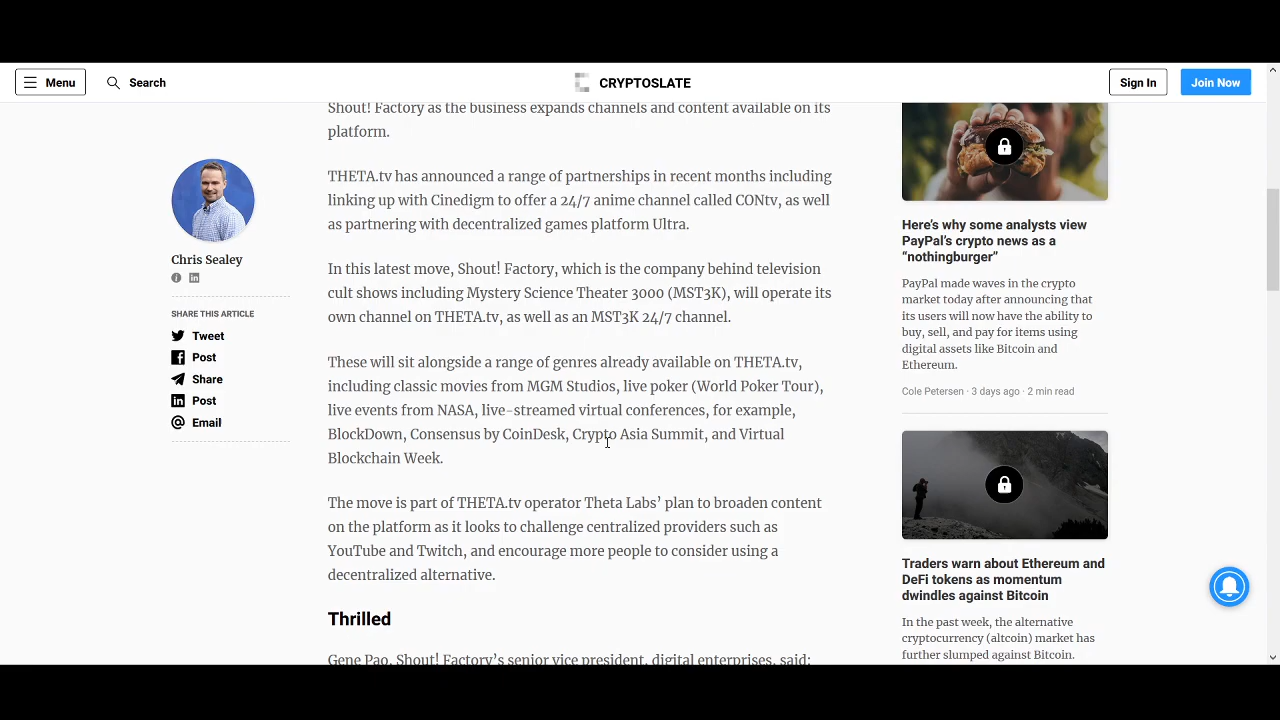 Menu
Search
CRYPTOSLATE
Sign In
Join Now
Chris Sealey
SHARE THIS ARTICLE
Tweet
Post
Share
Post
Email
Shout! Factory as the business expands channels and content available on its
platform.
THETA.tv has announced a range of partnerships in recent months including
linking up with Cinedigm to offer a 24/7 anime channel called CONtv, as well
as partnering with decentralized games platform Ultra.
In this latest move, Shout! Factory, which is the company behind television
cult shows including Mystery Science Theater 3000 (MST3K), will operate its
own channel on THETA.tv, as well as an MST3K 24/7 channel.
These will sit alongside a range of genres already available on THETA.tv,
including classic movies from MGM Studios, live poker (World Poker Tour),
live events from NASA, live-streamed virtual conferences, for example,
BlockDown, Consensus by CoinDesk, Crypto Asia Summit, and Virtual
Blockchain Week.
The move is part of THETA.tv operator Theta Labs’ plan to broaden content
on the platform as it looks to challenge centralized providers such as
YouTube and Twitch, and encourage more people to consider using a
decentralized alternative.
Thrilled
Gene Pao, Shout! Factory’s senior vice president, digital enterprises, said:
Here’s why some analysts view
PayPal’s crypto news as a
“nothingburger”
PayPal made waves in the crypto
market today after announcing that
its users will now have the ability to
buy, sell, and pay for items using
digital assets like Bitcoin and
Ethereum.
Cole Petersen · 3 days ago · 2 min read
Traders warn about Ethereum and
DeFi tokens as momentum
dwindles against Bitcoin
In the past week, the alternative
cryptocurrency (altcoin) market has
further slumped against Bitcoin.